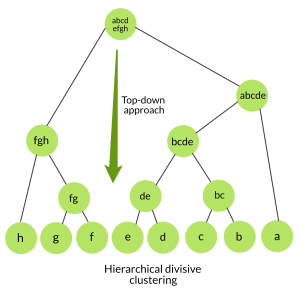 abcd
efgh
abcde
Top-down
approach
fgh
bcde
fg
de
bc
h
g
f
e
d
c
b
a
Hierarchical divisive
clustering